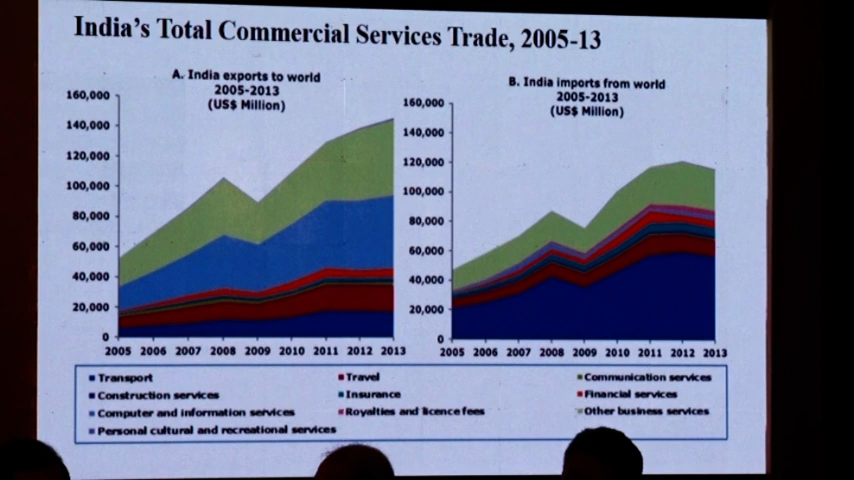 India's Total Commercial Services Trade, 2005-13
A. India exports to world
2005-2013
(US$ Million)
160,000
140,000
120,000
100,000
80,000
60,000
40,000
20,000
0
2005 2006 2007 2008 2009 2010 2011 2012 2013
B. India imports from world
2005-2013
(US$ Million)
160,000
140,000
120,000
100,000
80,000
60,000
40,000
20,000
0
2005 2006 2007 2008 2009 2010 2011 2012 2013
Transport Travel Communication services
Construction services Insurance Financial services
Computer and information services Royalties and licence fees Other business services
Personal cultural and recreational services